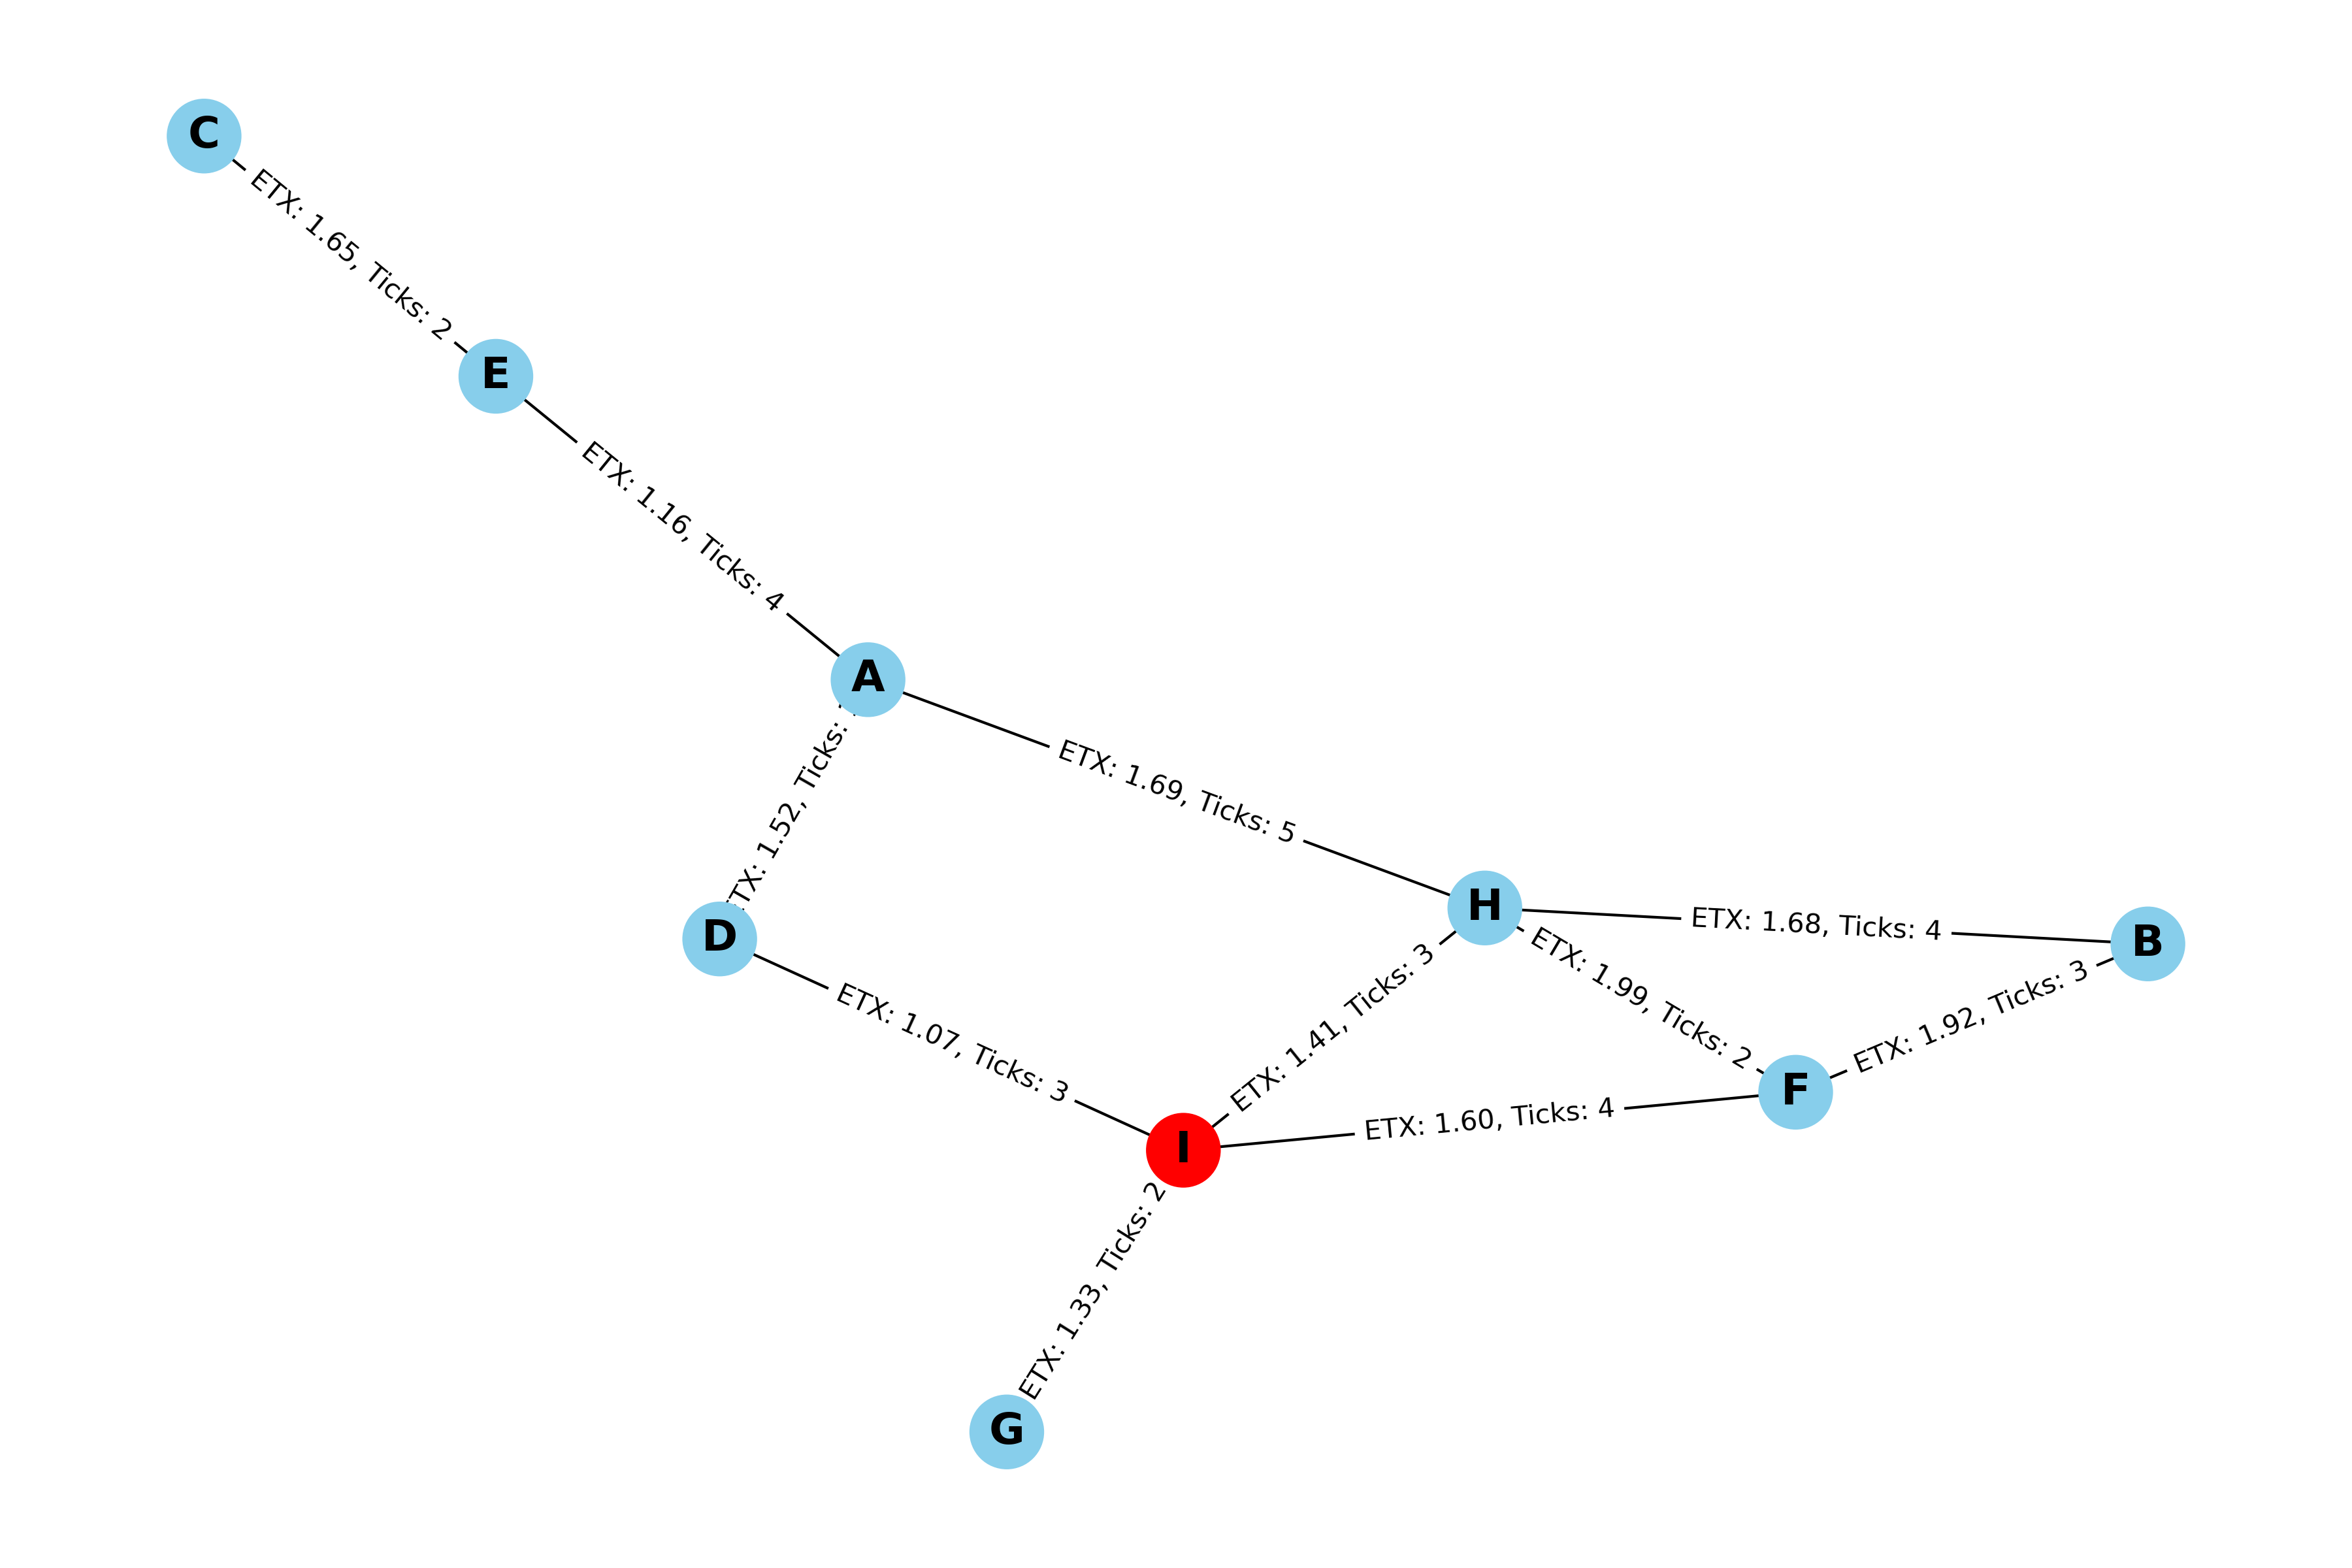 C
ETX: 1.65, Ticks: 2
E
ETX: 1.16, Ticks: 4
A
ETX: 1.69, Ticks: 5
1.52, Ticks:
H
ETX: 1.68, Ticks: 4
B
D
ETX: 1.07, Ticks: 3
ETX: 1.41, Ticks: 3
ETX: 1.99, Ticks: 2
ETX: 1.92, Ticks: 3
F
ETX: 1.60, Ticks: 4
I
ETX: 1.33, Ticks: 2
G